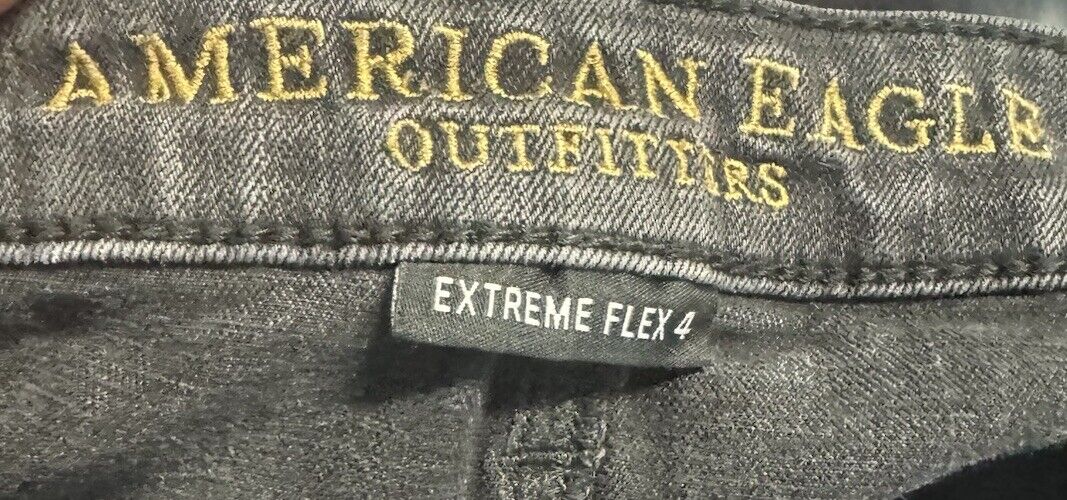 AMERICAN EAGLE
OUTFITTERS
EXTREME FLEX 4